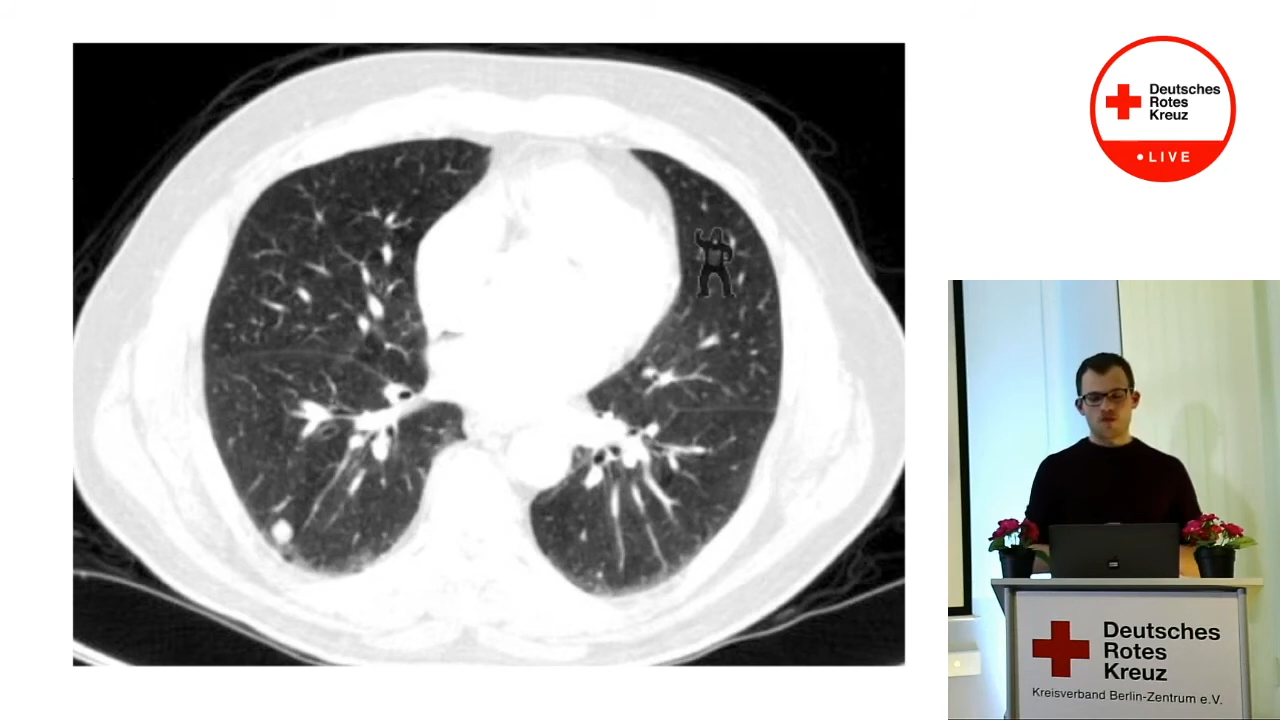 Deutsches
Rotes
Kreuz
• LIVE
Deutsches
Rotes
Kreuz
Kreisverband Berlin-Zentrum e.V.